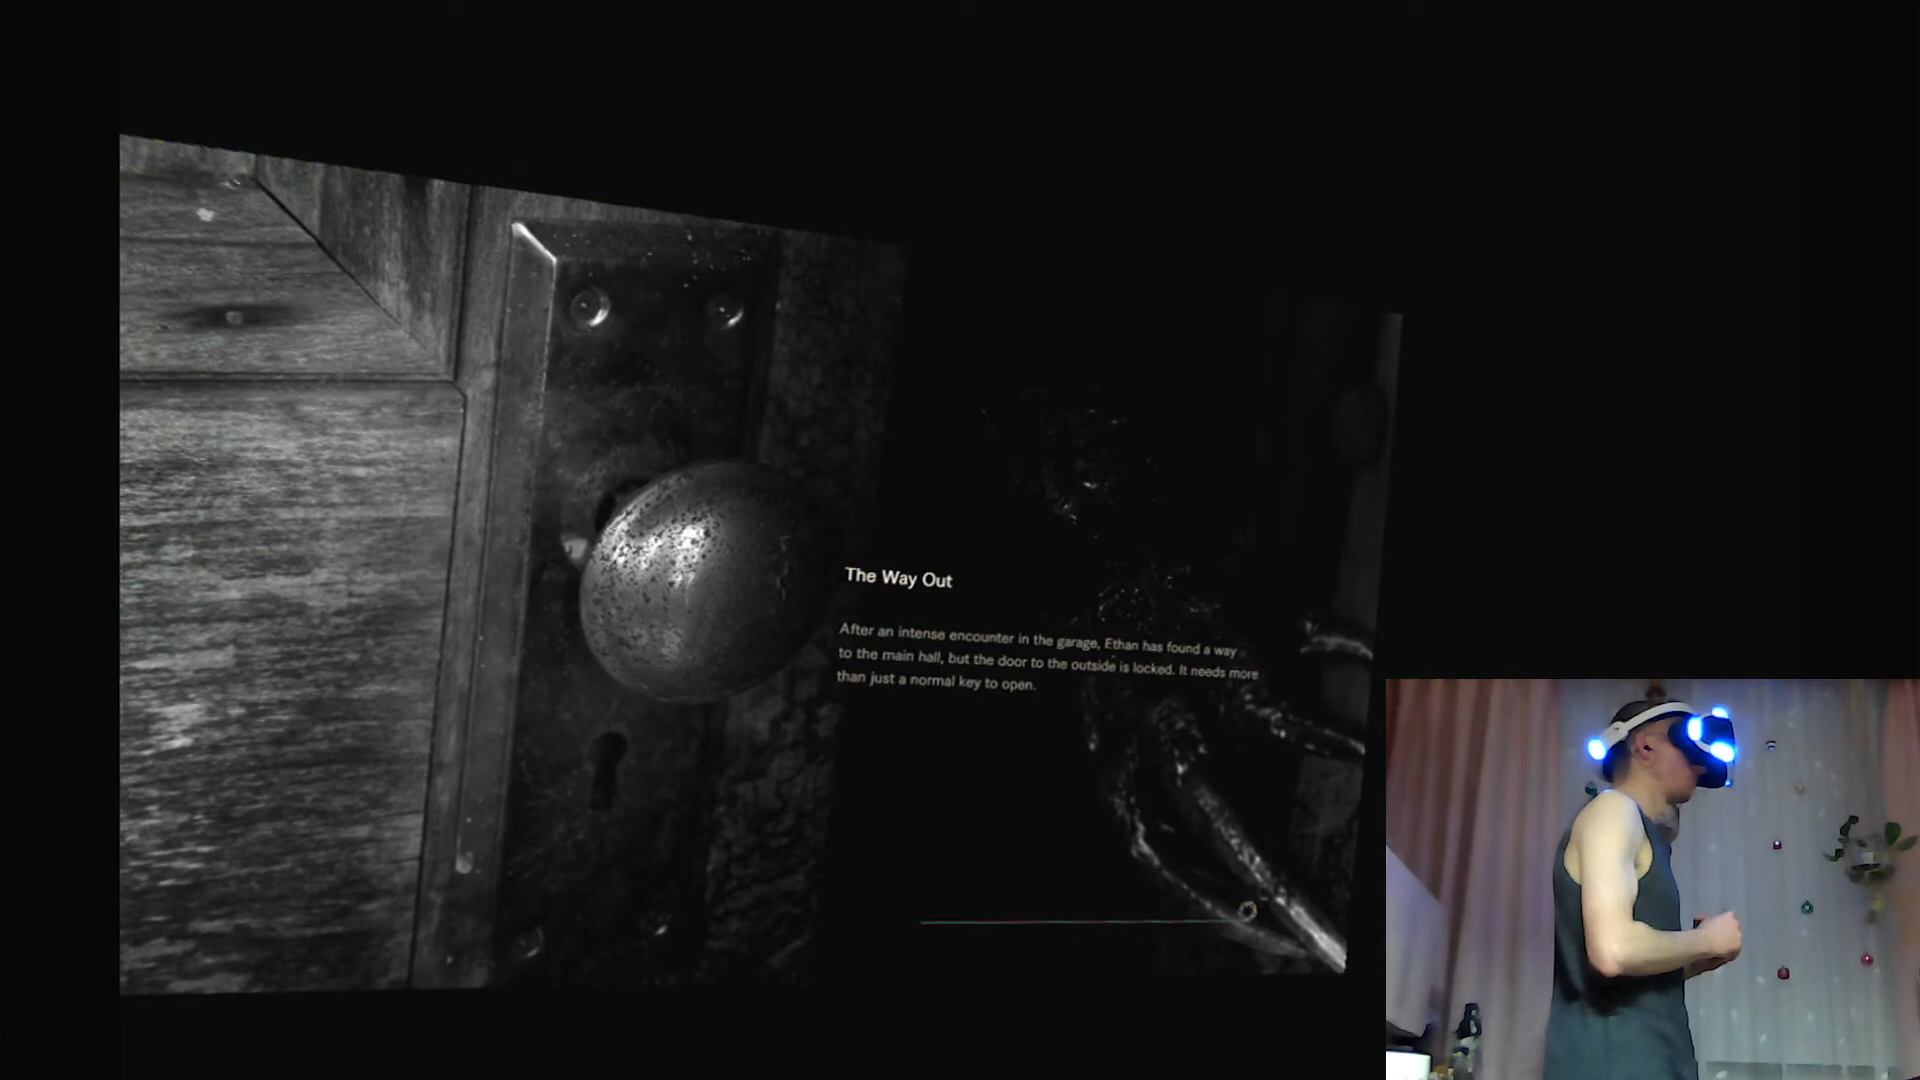 The Way Out
After an intense encounter in the garage, Ethan has found a way
to the main hall, but the door to the outside is locked. It needs more
than just a normal key to open.